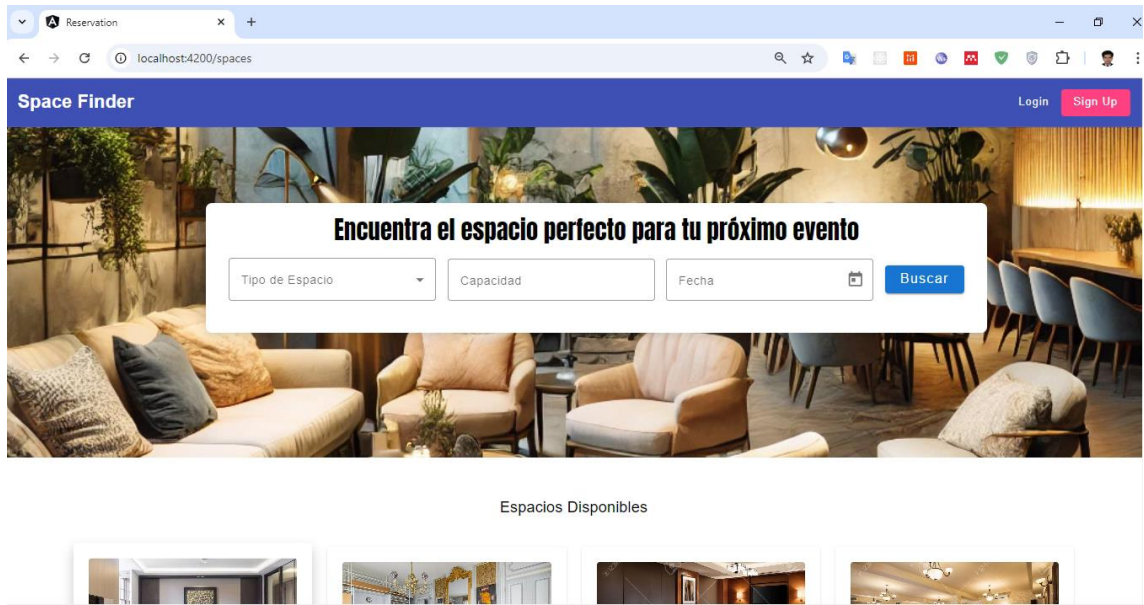 Reservation
localhost:4200/spaces
Space Finder
Login
Sign Up
Encuentra el espacio perfecto para tu próximo evento
Tipo de Espacio
Capacidad
Fecha
Buscar
Espacios Disponibles